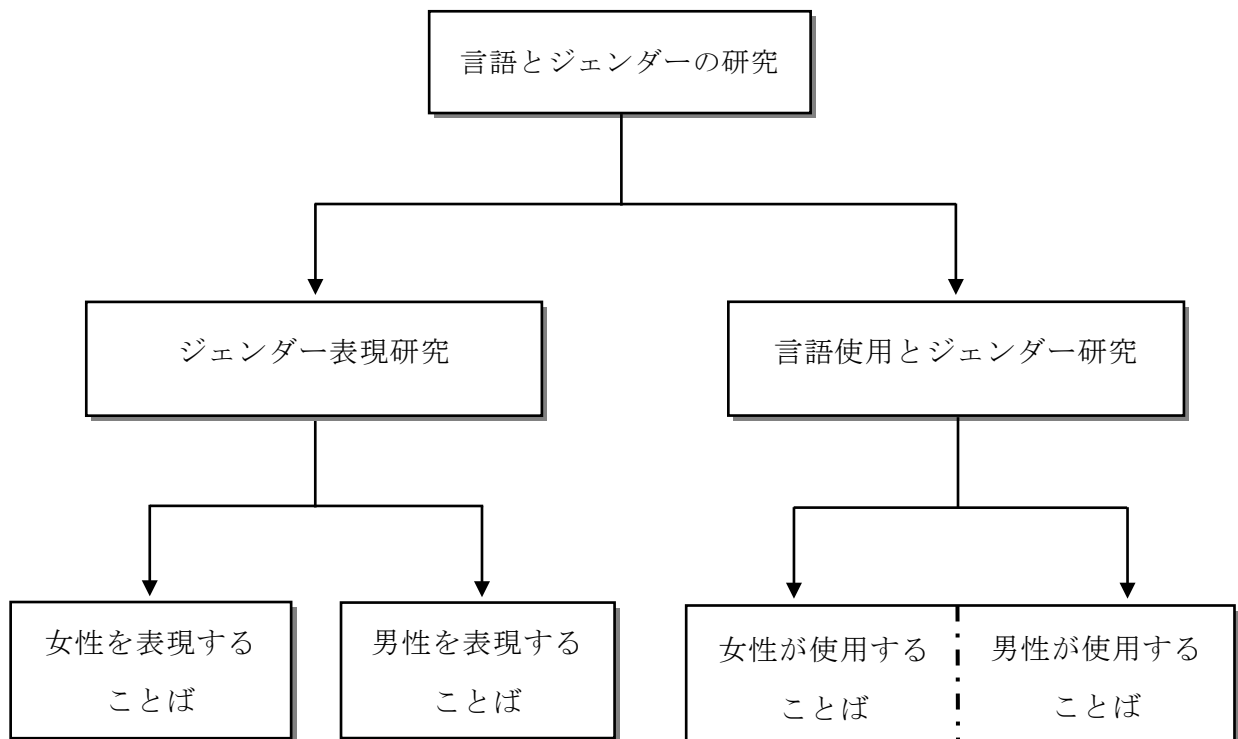 言語とジェンダーの研究
ジェンダー表現研究
言語使用とジェンダー研究
女性を表現する
ことば
男性を表現する
ことば
女性が使用する
ことば
男性が使用する
ことば